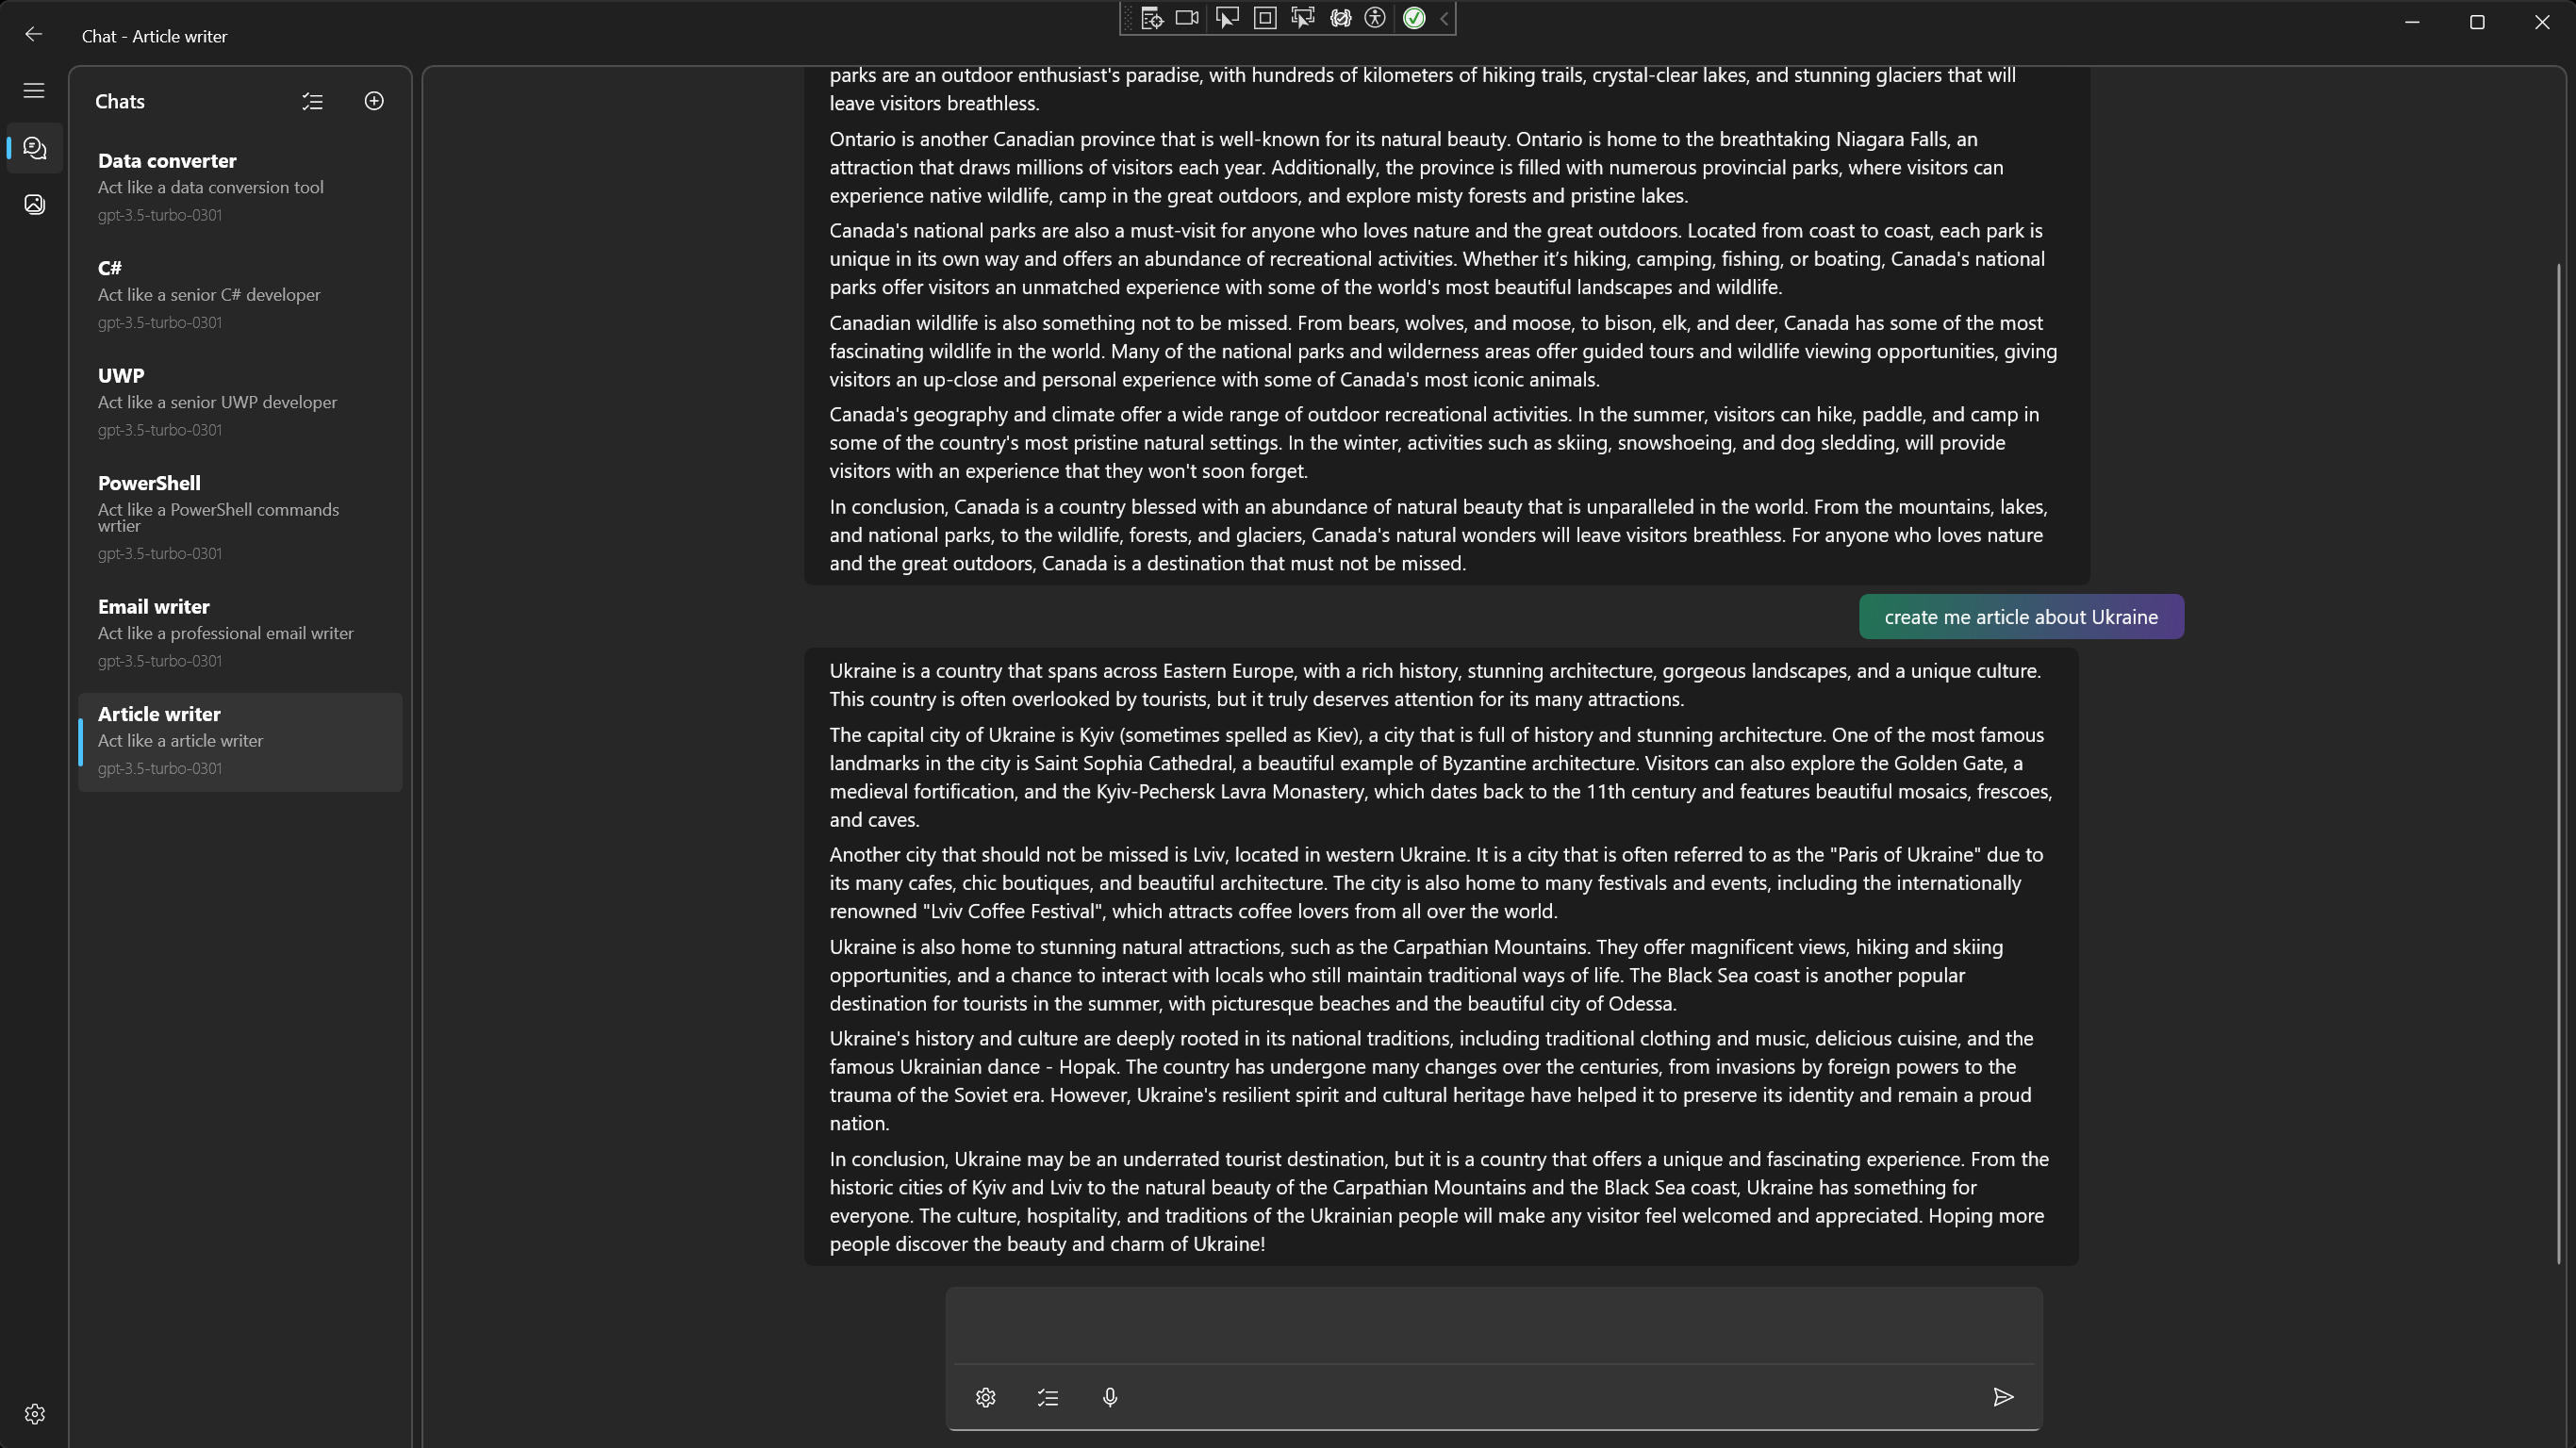 Chat - Article writer
Chats
Data converter
Act like a data conversion tool
gpt-3.5-turbo-0301
C#
Act like a senior C# developer
gpt-3.5-turbo-0301
UWP
Act like a senior UWP developer
gpt-3.5-turbo-0301
PowerShell
Act like a PowerShell commands
wrtier
gpt-3.5-turbo-0301
Email writer
Act like a professional email writer
gpt-3.5-turbo-0301
Article writer
Act like a article writer
gpt-3.5-turbo-0301
parks are an outdoor enthusiast's paradise, with hundreds of kilometers of hiking trails, crystal-clear lakes, and stunning glaciers that will
leave visitors breathless.
Ontario is another Canadian province that is well-known for its natural beauty. Ontario is home to the breathtaking Niagara Falls, an
attraction that draws millions of visitors each year. Additionally, the province is filled with numerous provincial parks, where visitors can
experience native wildlife, camp in the great outdoors, and explore misty forests and pristine lakes.
Canada's national parks are also a must-visit for anyone who loves nature and the great outdoors. Located from coast to coast, each park is
unique in its own way and offers an abundance of recreational activities. Whether it’s hiking, camping, fishing, or boating, Canada's national
parks offer visitors an unmatched experience with some of the world's most beautiful landscapes and wildlife.
Canadian wildlife is also something not to be missed. From bears, wolves, and moose, to bison, elk, and deer, Canada has some of the most
fascinating wildlife in the world. Many of the national parks and wilderness areas offer guided tours and wildlife viewing opportunities, giving
visitors an up-close and personal experience with some of Canada's most iconic animals.
Canada's geography and climate offer a wide range of outdoor recreational activities. In the summer, visitors can hike, paddle, and camp in
some of the country's most pristine natural settings. In the winter, activities such as skiing, snowshoeing, and dog sledding, will provide
visitors with an experience that they won't soon forget.
In conclusion, Canada is a country blessed with an abundance of natural beauty that is unparalleled in the world. From the mountains, lakes,
and national parks, to the wildlife, forests, and glaciers, Canada's natural wonders will leave visitors breathless. For anyone who loves nature
and the great outdoors, Canada is a destination that must not be missed.
create me article about Ukraine
Ukraine is a country that spans across Eastern Europe, with a rich history, stunning architecture, gorgeous landscapes, and a unique culture.
This country is often overlooked by tourists, but it truly deserves attention for its many attractions.
The capital city of Ukraine is Kyiv (sometimes spelled as Kiev), a city that is full of history and stunning architecture. One of the most famous
landmarks in the city is Saint Sophia Cathedral, a beautiful example of Byzantine architecture. Visitors can also explore the Golden Gate, a
medieval fortification, and the Kyiv-Pechersk Lavra Monastery, which dates back to the 11th century and features beautiful mosaics, frescoes,
and caves.
Another city that should not be missed is Lviv, located in western Ukraine. It is a city that is often referred to as the "Paris of Ukraine" due to
its many cafes, chic boutiques, and beautiful architecture. The city is also home to many festivals and events, including the internationally
renowned "Lviv Coffee Festival", which attracts coffee lovers from all over the world.
Ukraine is also home to stunning natural attractions, such as the Carpathian Mountains. They offer magnificent views, hiking and skiing
opportunities, and a chance to interact with locals who still maintain traditional ways of life. The Black Sea coast is another popular
destination for tourists in the summer, with picturesque beaches and the beautiful city of Odessa.
Ukraine's history and culture are deeply rooted in its national traditions, including traditional clothing and music, delicious cuisine, and the
famous Ukrainian dance - Hopak. The country has undergone many changes over the centuries, from invasions by foreign powers to the
trauma of the Soviet era. However, Ukraine's resilient spirit and cultural heritage have helped it to preserve its identity and remain a proud
nation.
In conclusion, Ukraine may be an underrated tourist destination, but it is a country that offers a unique and fascinating experience. From the
historic cities of Kyiv and Lviv to the natural beauty of the Carpathian Mountains and the Black Sea coast, Ukraine has something for
everyone. The culture, hospitality, and traditions of the Ukrainian people will make any visitor feel welcomed and appreciated. Hoping more
people discover the beauty and charm of Ukraine!